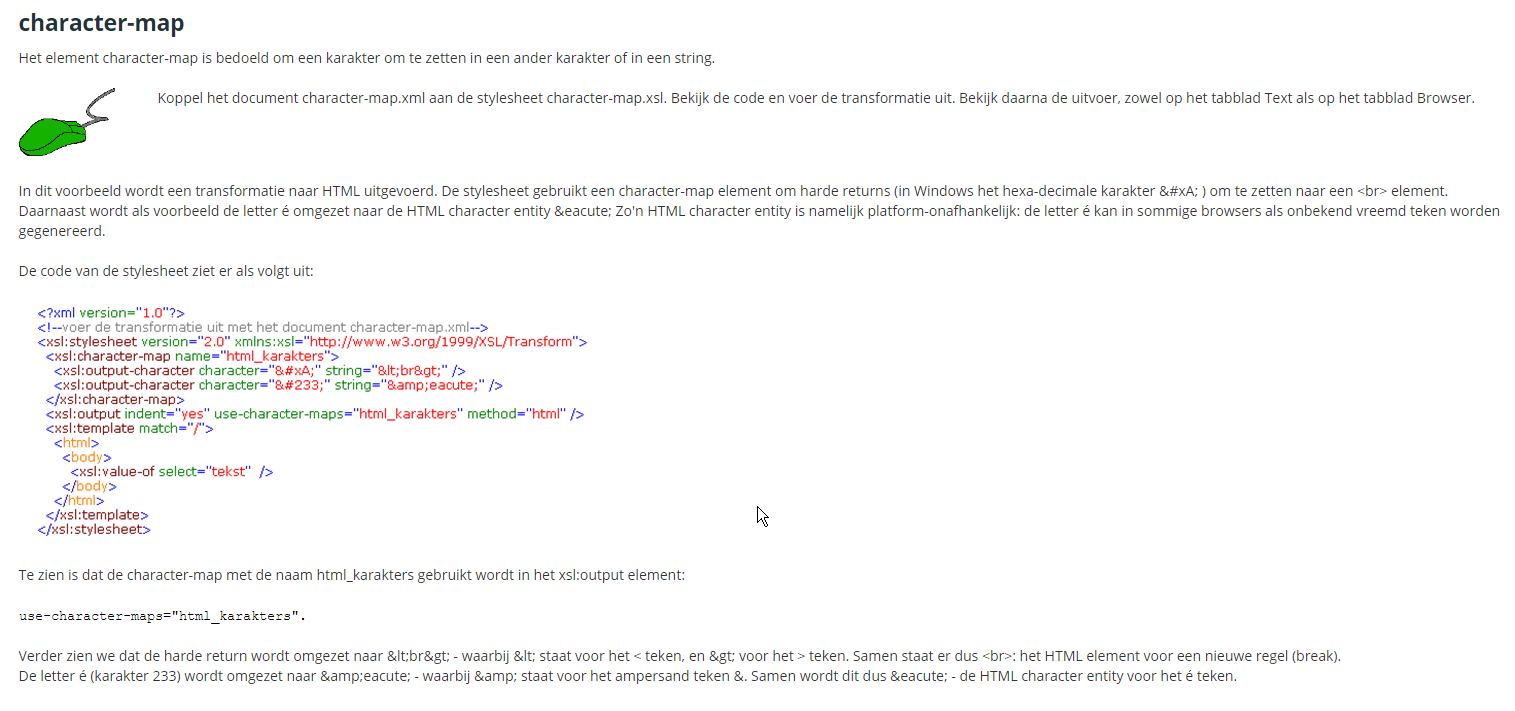 character-map
Het element character-map is bedoeld om een karakter om te zetten in een ander karakter of in een string.
Koppel het document character-map.xml aan de stylesheet character-map.xsl. Bekijk de code en voer de transformatie uit. Bekijk daarna de uitvoer, zowel op het tabblad Text als op het tabblad Browser.
In dit voorbeeld wordt een transformatie naar HTML uitgevoerd. De stylesheet gebruikt een character-map element om harde returns (in Windows het hexa-decimale karakter &#xA; ) om te zetten naar een <br> element.
Daarnaast wordt als voorbeeld de letter é omgezet naar de HTML character entity &eacute; Zo'n HTML character entity is namelijk platform-onafhankelijk: de letter é kan in sommige browsers als onbekend vreemd teken worden
gegenereerd.
De code van de stylesheet ziet er als volgt uit:
<?xml version="1.0"?>
<!--voer de transformatie uit met het document character-map.xml-->
<xsl:stylesheet version="2.0" xmlns:xsl="http://www.w3.org/1999/XSL/Transform">
<xsl:character-map name="html_karakters">
<xsl:output-character character="&#xA;" string="&lt;br&gt;" />
<xsl:output-character character="&#233;" string="&amp;eacute;" />
</xsl:character-map>
<xsl:output indent="yes" use-character-maps="html_karakters" method="html" />
<xsl:template match="/">
<html>
<body>
<xsl:value-of select="tekst" />
</body>
</html>
</xsl:template>
</xsl:stylesheet>
Te zien is dat de character-map met de naam html_karakters gebruikt wordt in het xsl:output element:
use-character-maps="html_karakters".
Verder zien we dat de harde return wordt omgezet naar &lt;br&gt; - waarbij &lt; staat voor het < teken, en &gt; voor het > teken. Samen staat er dus <br>: het HTML element voor een nieuwe regel (break).
De letter é (karakter 233) wordt omgezet naar &amp;eacute; - waarbij &amp; staat voor het ampersand teken &. Samen wordt dit dus &eacute; - de HTML character entity voor het é teken.